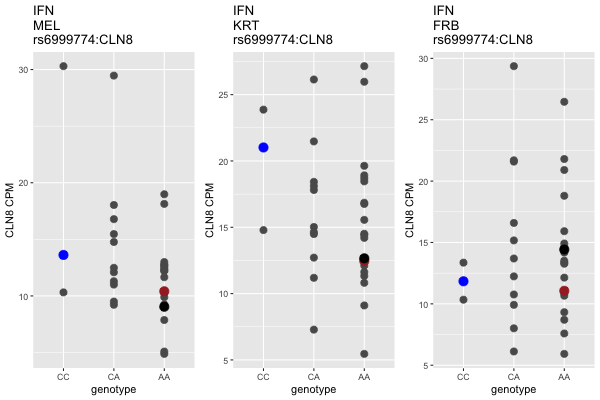 IFN
MEL
rs6999774:CLN8
30
20
10
CLN8 CPM
CC CA AA
genotype
IFN
KRT
rs6999774:CLN8
25
20
15
10
5
CLN8 CPM
CC CA AA
genotype
IFN
FRB
rs6999774:CLN8
30
25
20
15
10
5
CLN8 CPM
CC CA AA
genotype